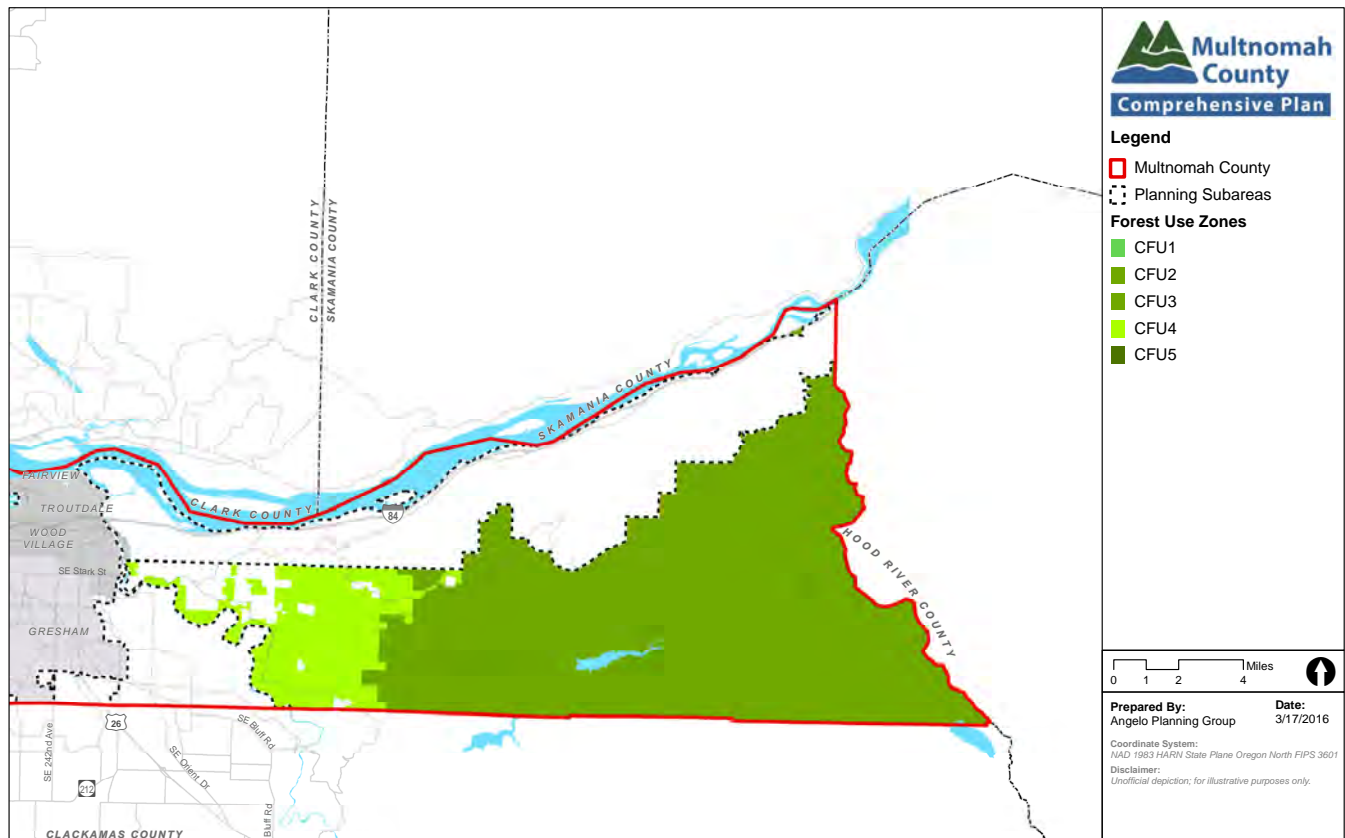 CLARK COUNTY
SKAMANIA COUNTY
SKAMANIA COUNTY
FAIRVIEW
CLARK COUNTY
84
TROUTDALE
WOOD
VILLAGE
SE Stark St
HOOD RIVER COUNTY
GRESHAM
26
SE Bluff Rd
SE 242nd Ave
SE Orient Dr
212
Bluff Rd
CLACKAMAS COUNTY
Multnomah
County
Comprehensive Plan
Legend
Multnomah County
Planning Subareas
Forest Use Zones
CFU1
CFU2
CFU3
CFU4
CFU5
Miles
0 1 2 4
Prepared By:
Angelo Planning Group
Date:
3/17/2016
Coordinate System:
NAD 1983 HARN State Plane Oregon North FIPS 3601
Disclaimer:
Unofficial depiction; for illustrative purposes only.